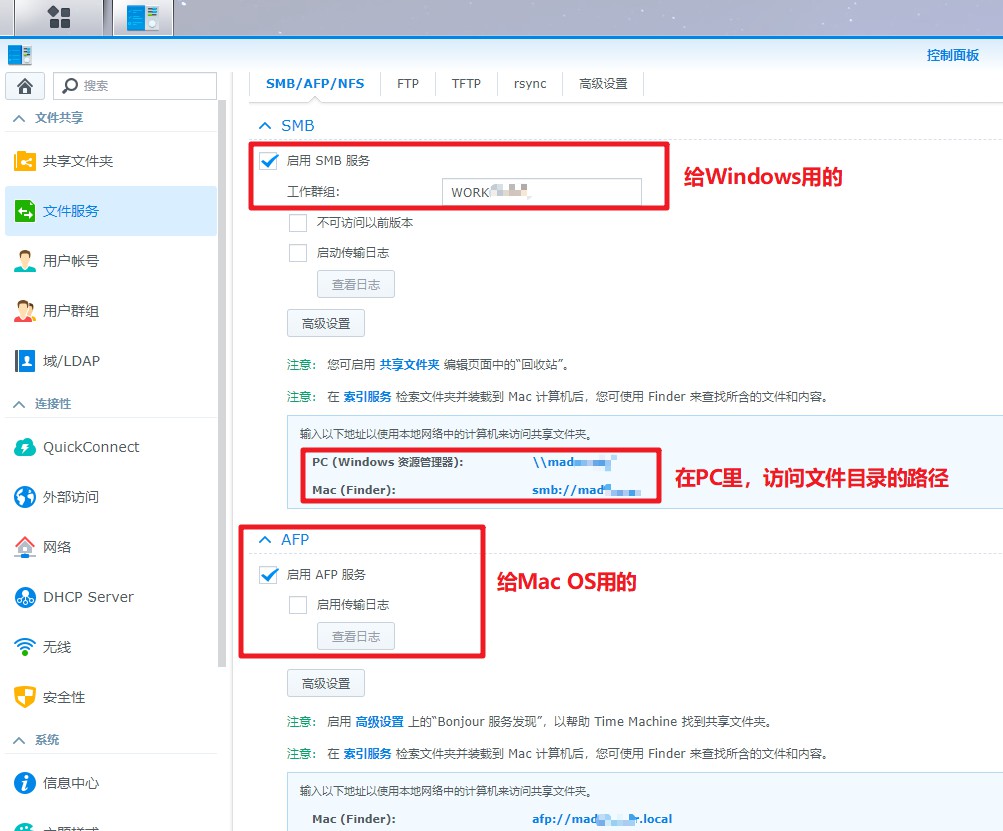 控制面板
搜索
文件共享
共享文件夹
文件服务
用户帐号
用户群组
域/LDAP
连接性
QuickConnect
外部访问
网络
DHCP Server
无线
安全性
系统
信息中心
SMB/AFP/NFS FTP TFTP rsync 高级设置
SMB
启用 SMB 服务
工作群组: WORK
给Windows用的
不可访问以前版本
启动传输日志
查看日志
高级设置
注意: 您可启用 共享文件夹 编辑页面中的“回收站”。
注意: 在 索引服务 检索文件夹并装载到 Mac 计算机后，您可使用 Finder 来查找所含的文件和内容。
输入以下地址以使用本地网络中的计算机来访问共享文件夹。
PC (Windows 资源管理器): \\mad
Mac (Finder): smb://mad
在PC里，访问文件目录的路径
AFP
启用 AFP 服务
给Mac OS用的
启用传输日志
查看日志
高级设置
注意: 启用 高级设置 上的“Bonjour 服务发现”，以帮助 Time Machine 找到共享文件夹。
注意: 在 索引服务 检索文件夹并装载到 Mac 计算机后，您可使用 Finder 来查找所含的文件和内容。
输入以下地址以使用本地网络中的计算机来访问共享文件夹。
Mac (Finder): afp://mad .local